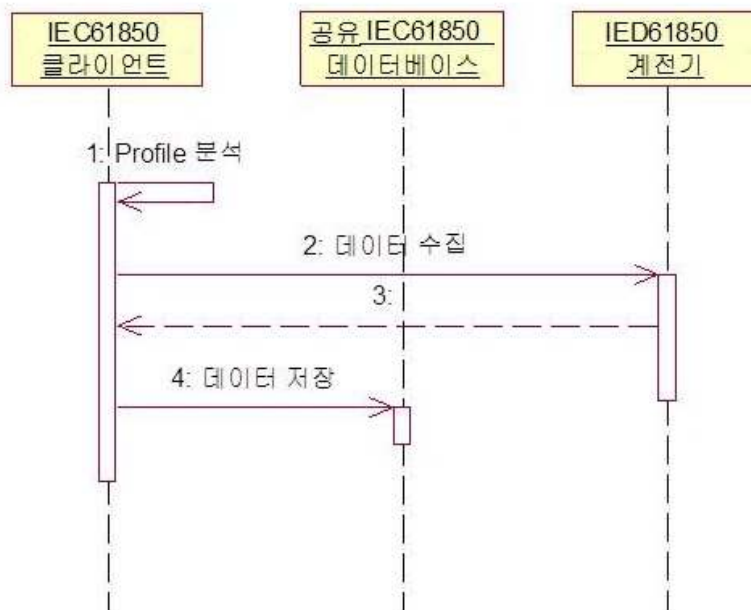 IEC61850
클라이언트
공유 IEC61850
데이터베이스
IED61850
계전기
1: Profile 분석
2: 데이터 수집
3:
4: 데이터 저장